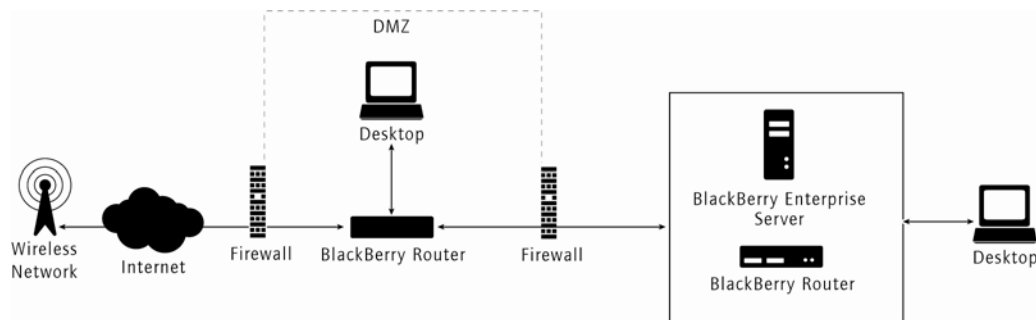 DMZ
Desktop
Wireless
Network
Internet
Firewall
BlackBerry Router
Firewall
BlackBerry Enterprise
Server
BlackBerry Router
Desktop